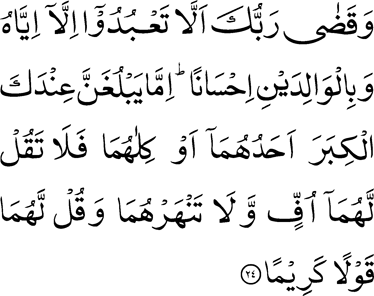 وَ قَضٰى رَبُّكَ اَلَّا تَعْبُدُوْۤا اِلَّاۤ اِيَّاهُ
وَبِالْوَالِدَيْنِ اِحْسَانًا ؕ اِمَّا يَبْلُغَنَّ عِنْدَكَ
الْكِبَرَ اَحَدُهُمَاۤ اَوْ كِلٰهُمَا فَلَا تَقُلْ
لَّهُمَاۤ اُفٍّ وَّ لَا تَنْهَرْهُمَا وَ قُلْ لَّهُمَا
قَوْلًا كَرِيْمًا ﴿۲۴﴾